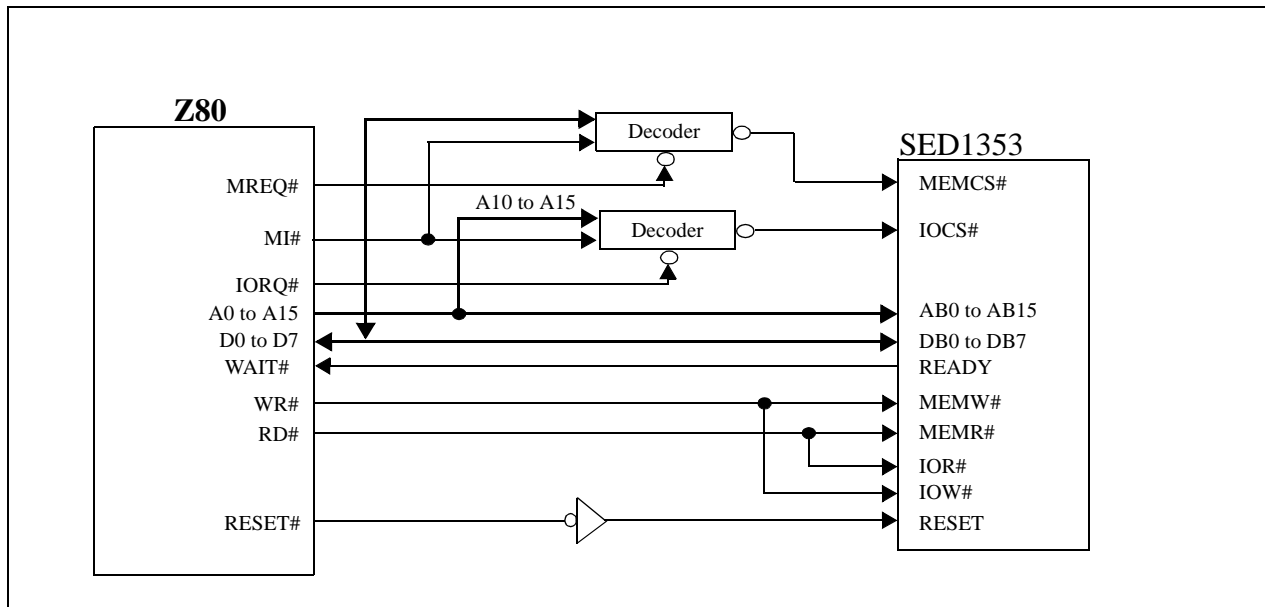 Z80
MREQ#
MI#
IORQ#
A0 to A15
D0 to D7
WAIT#
WR#
RD#
RESET#
Decoder
A10 to A15
Decoder
SED1353
MEMCS#
IOCS#
AB0 to AB15
DB0 to DB7
READY
MEMW#
MEMR#
IOR#
IOW#
RESET